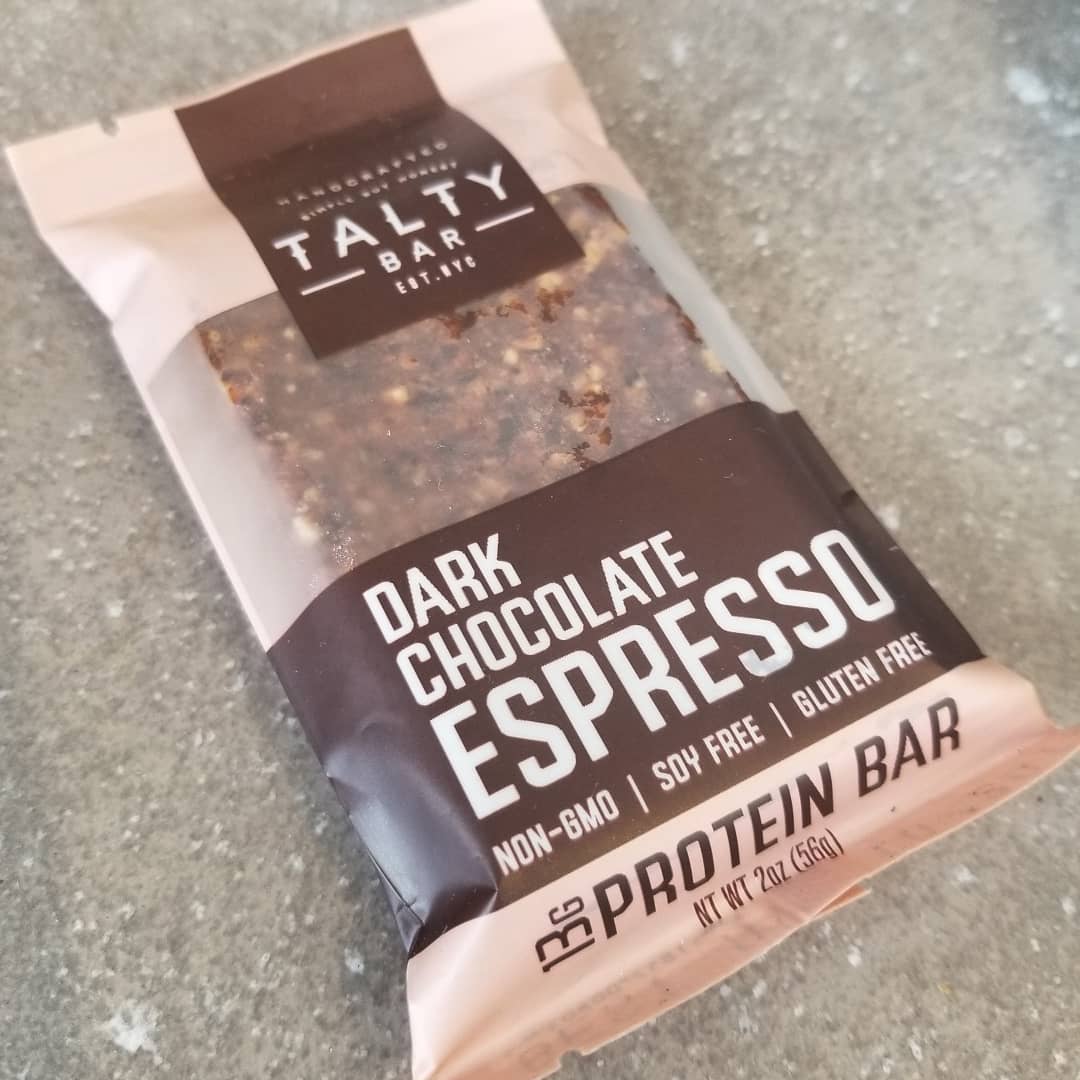 HANDCRAFTED
TALTY
BAR
EST.NYC
DARK
CHOCOLATE
ESPRESSO
NON-GMO | SOY FREE | GLUTEN FREE
13G PROTEIN BAR
NT WT 2oz (56g)